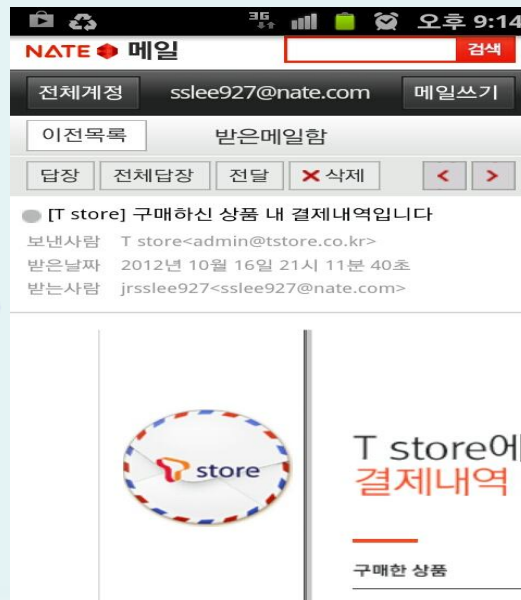 3G 오후 9:14
NATE 메일 검색
전체계정 sslee927@nate.com 메일쓰기
이전목록 받은메일함
답장 전체답장 전달 삭제 < >
[T store] 구매하신 상품 내 결제내역입니다
보낸사람 T store<admin@tstore.co.kr>
받은날짜 2012년 10월 16일 21시 11분 40초
받는사람 jrsslee927<sslee927@nate.com>
T store
T store에
결제내역
구매한 상품